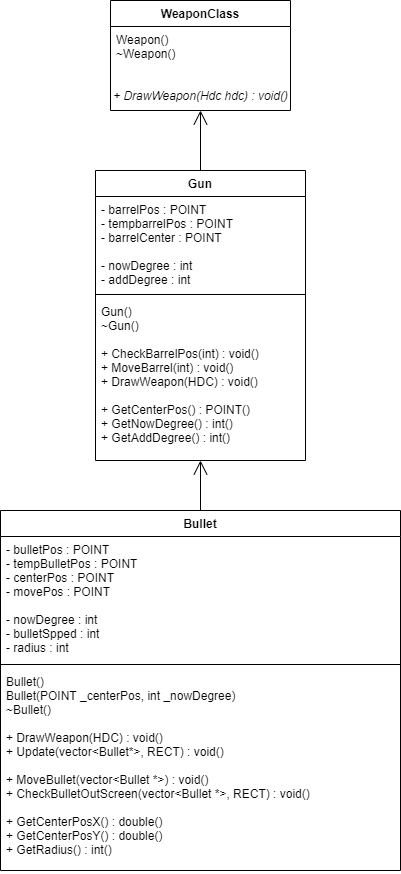 WeaponClass
Weapon()
~Weapon()
+ DrawWeapon(Hdc hdc) : void()
Gun
- barrelPos : POINT
- tempbarrelPos : POINT
- barrelCenter : POINT
- nowDegree : int
- addDegree : int
Gun()
~Gun()
+ CheckBarrelPos(int) : void()
+ MoveBarrel(int) : void()
+ DrawWeapon(HDC) : void()
+ GetCenterPos() : POINT()
+ GetNowDegree() : int()
+ GetAddDegree() : int()
Bullet
- bulletPos : POINT
- tempBulletPos : POINT
- centerPos : POINT
- movePos : POINT
- nowDegree : int
- bulletSpped : int
- radius : int
Bullet()
Bullet(POINT _centerPos, int _nowDegree)
~Bullet()
+ DrawWeapon(HDC) : void()
+ Update(vector<Bullet*>, RECT) : void()
+ MoveBullet(vector<Bullet *>) : void()
+ CheckBulletOutScreen(vector<Bullet *>, RECT) : void()
+ GetCenterPosX() : double()
+ GetCenterPosY() : double()
+ GetRadius() : int()